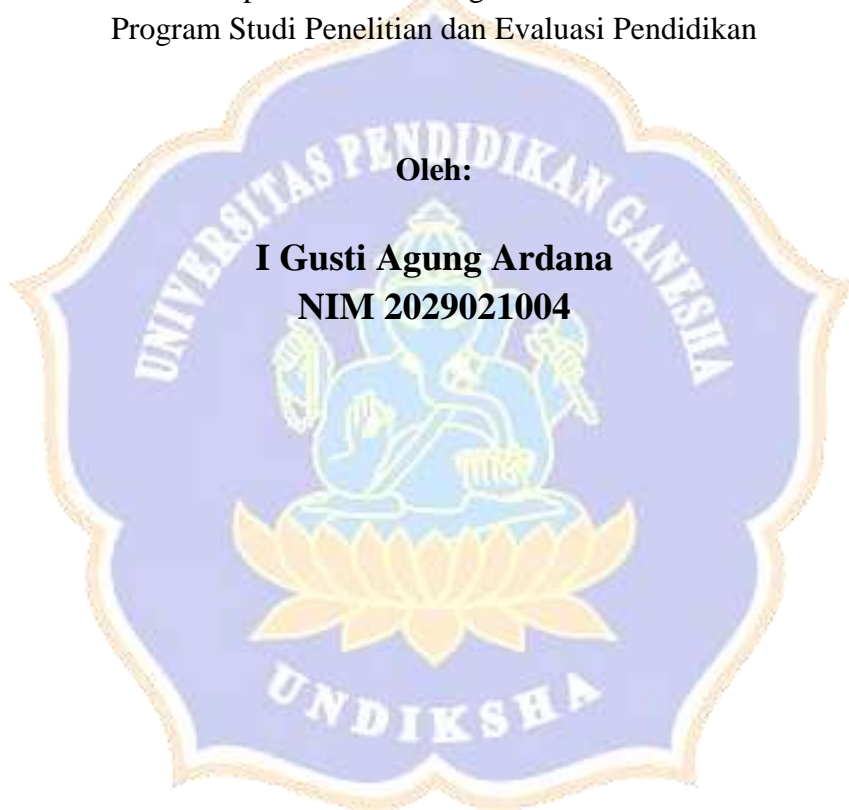 Program Studi Penelitian dan Evaluasi Pendidikan
Oleh:
UNIVERSITAS PENDIDIKAN GANESHA
I Gusti Agung Ardana
NIM 2029021004
UNDIKSHA